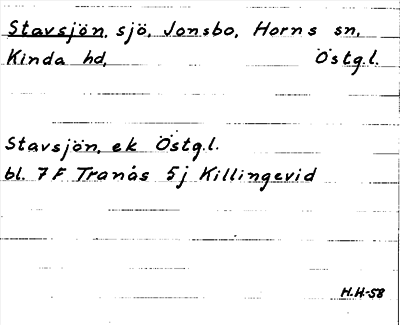 Stavsjön, sjö, Jonsbo, Horns sn,
Kinda hd, Östg.l.
Stavsjön, ek Östg.l.
bl. 7F Tranås 5j Killingevid
H.H-58